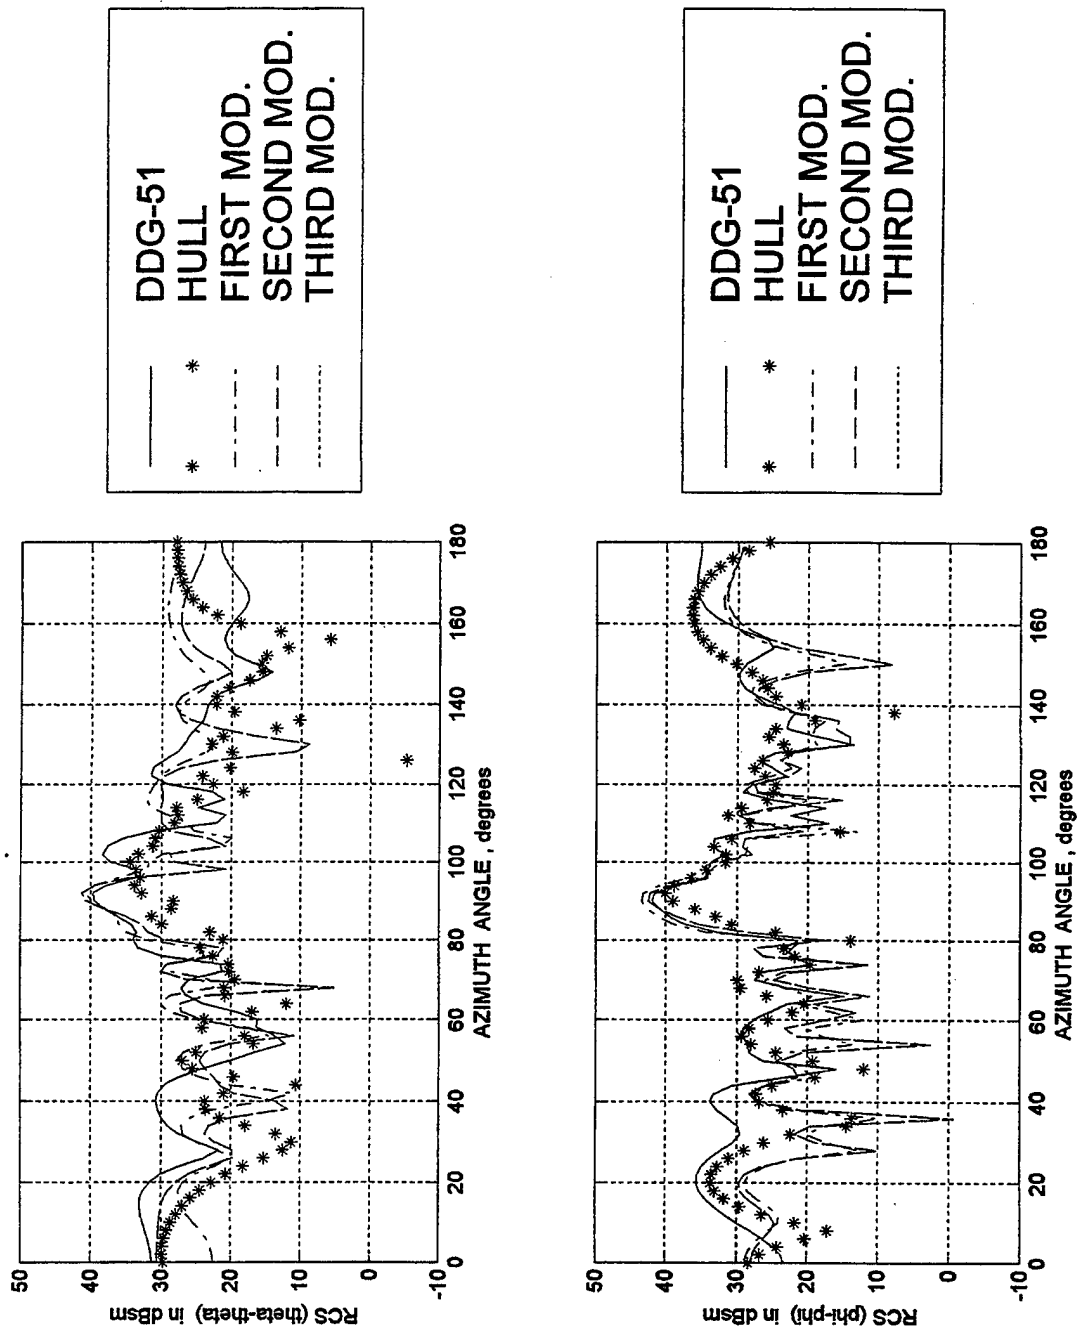 DDG-51
HULL
FIRST MOD.
SECOND MOD.
THIRD MOD.
50
40
30
20
10
0
-10
0
20
40
60
80
100
120
140
160
180
RCS (theta-theta) in dBsm
AZIMUTH ANGLE , degrees
DDG-51
HULL
FIRST MOD.
SECOND MOD.
THIRD MOD.
50
40
30
20
10
0
-10
0
20
40
60
80
100
120
140
160
180
RCS (phi-phi) in dBsm
AZIMUTH ANGLE , degrees